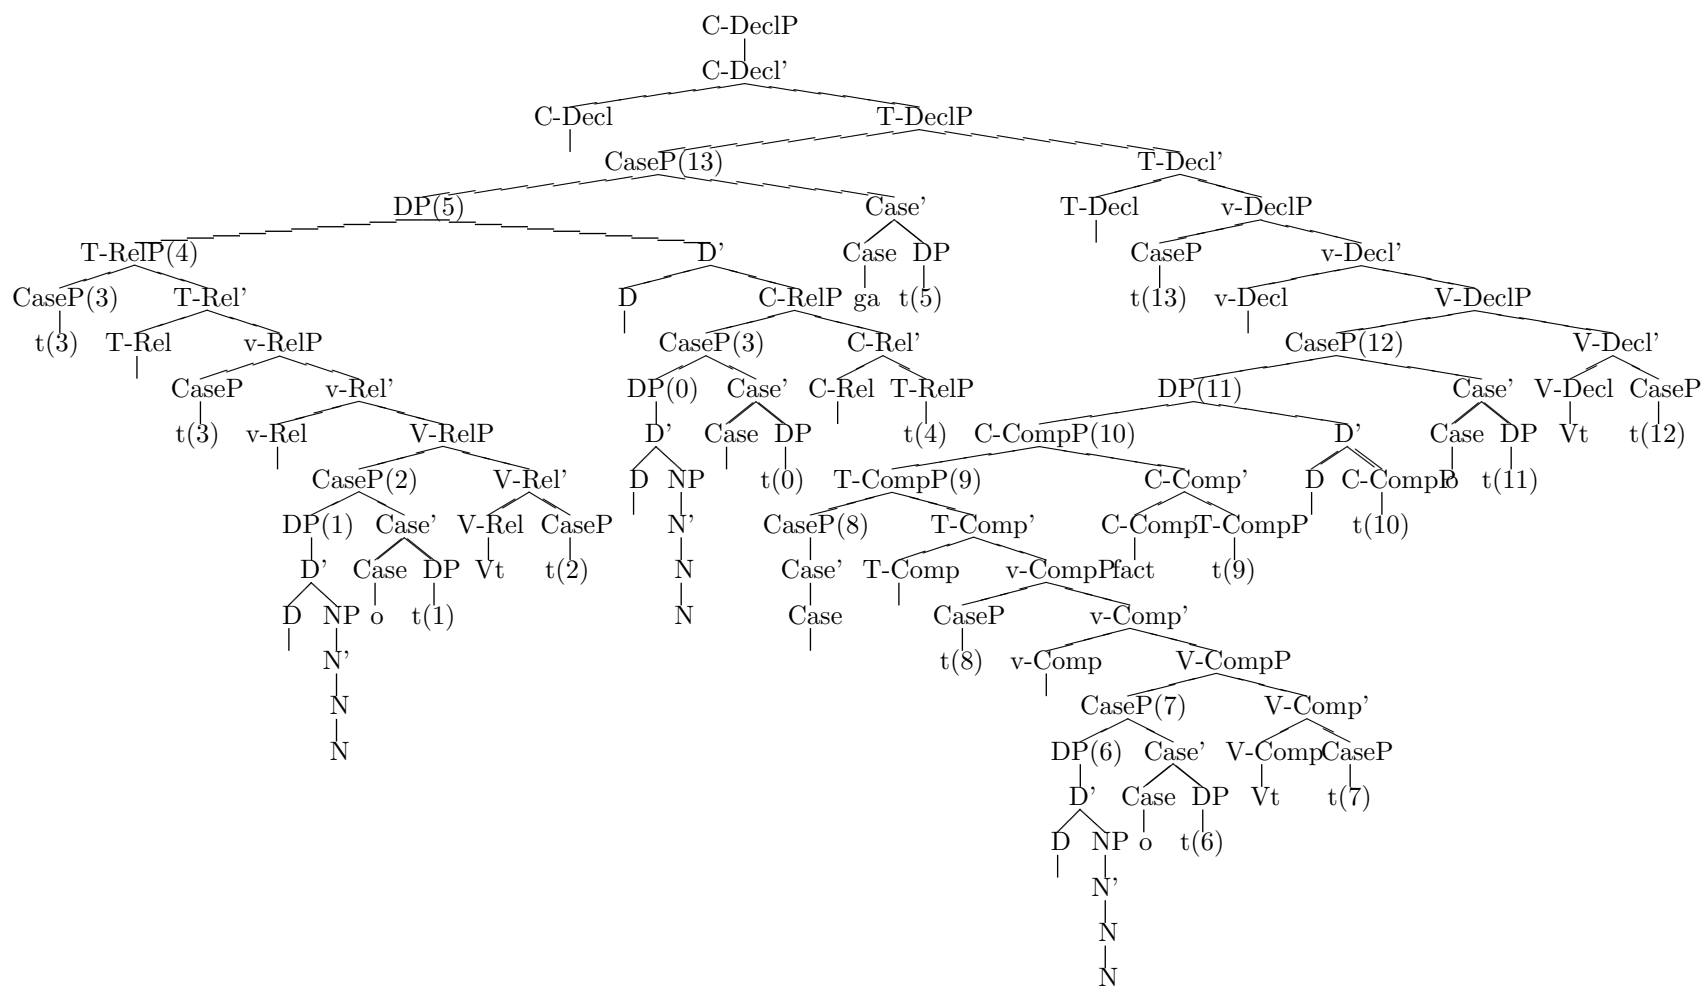 C-DeclP
C-Decl’
C-Decl T-DeclP
CaseP(13) T-Decl’
DP(5) Case’ T-Decl v-DeclP
T-RelP(4) D’ Case DP CaseP v-Decl’
CaseP(3) T-Rel’ D C-RelP ga t(5) t(13) v-Decl V-DeclP
t(3) T-Rel v-RelP CaseP(3) C-Rel’ CaseP(12) V-Decl’
CaseP v-Rel’ DP(0) Case’ C-Rel T-RelP DP(11) Case’ V-Decl CaseP
t(3) v-Rel V-RelP D’ Case DP t(4) C-CompP(10) D’ Case DP Vt t(12)
CaseP(2) V-Rel’ D NP t(0) T-CompP(9) C-Comp’ D C-CompP o t(11)
DP(1) Case’ V-Rel CaseP N’ CaseP(8) T-Comp’ C-Comp T-CompP t(10)
D’ Case DP Vt t(2) N Case’ T-Comp v-CompP fact t(9)
D NP o t(1) N Case CaseP v-Comp’
N’ t(8) v-Comp V-CompP
N CaseP(7) V-Comp’
N DP(6) Case’ V-Comp CaseP
D’ Case DP Vt t(7)
D NP o t(6)
N’
N
N